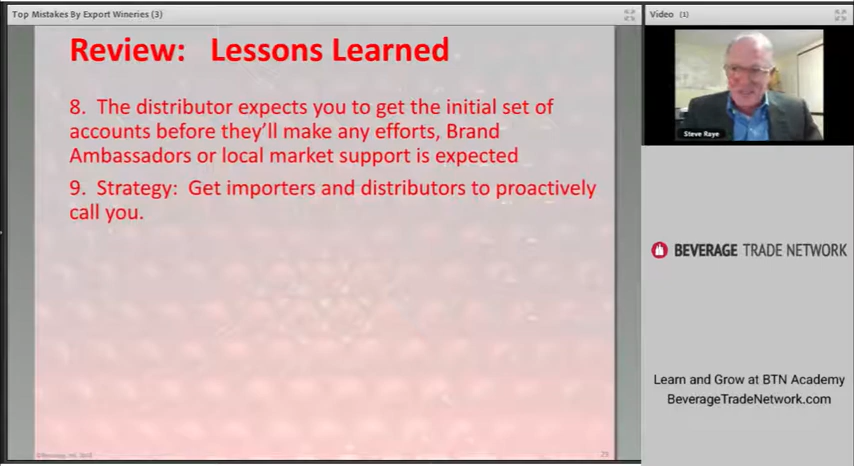 Top Mistakes By Export Wineries (3)
Video (1)
Review: Lessons Learned
8. The distributor expects you to get the initial set of
accounts before they'll make any efforts, Brand
Ambassadors or local market support is expected
9. Strategy: Get importers and distributors to proactively
call you.
Steve Raye
BEVERAGE TRADE NETWORK
Learn and Grow at BTN Academy
BeverageTradeNetwork.com